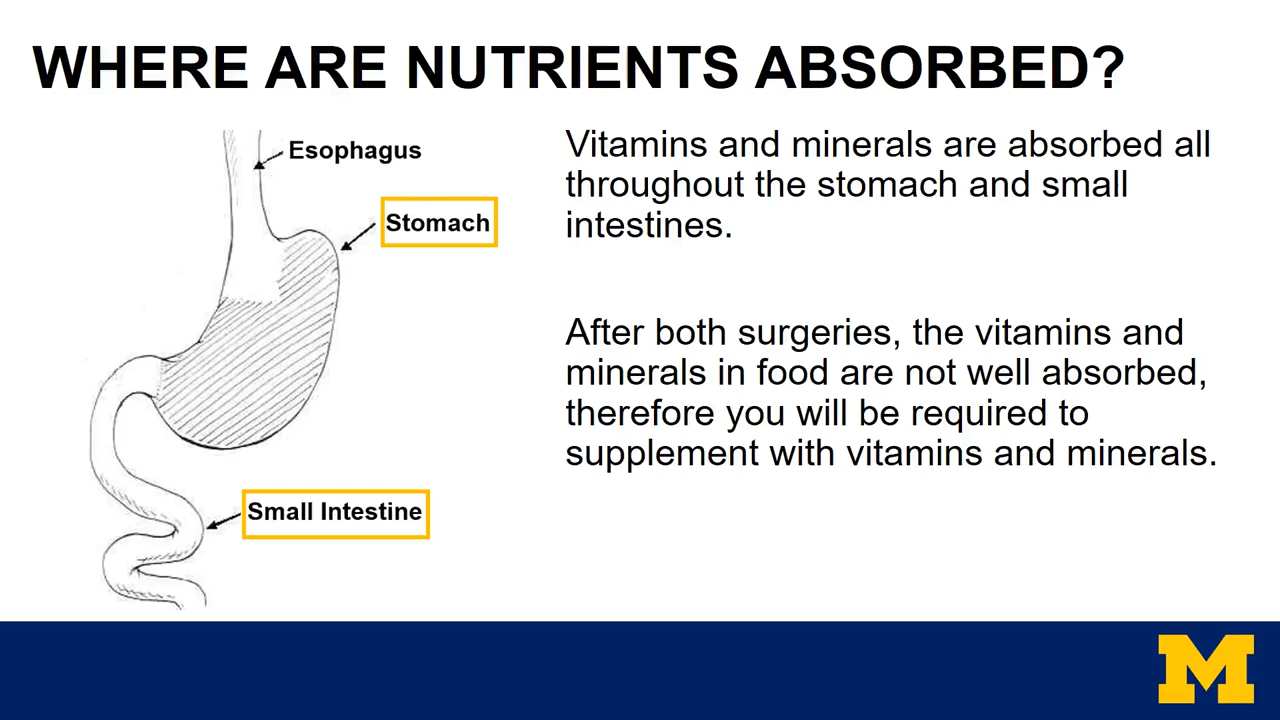 WHERE ARE NUTRIENTS ABSORBED?
Esophagus
Stomach
Small Intestine
Vitamins and minerals are absorbed all
throughout the stomach and small
intestines.
After both surgeries, the vitamins and
minerals in food are not well absorbed,
therefore you will be required to
supplement with vitamins and minerals.
M